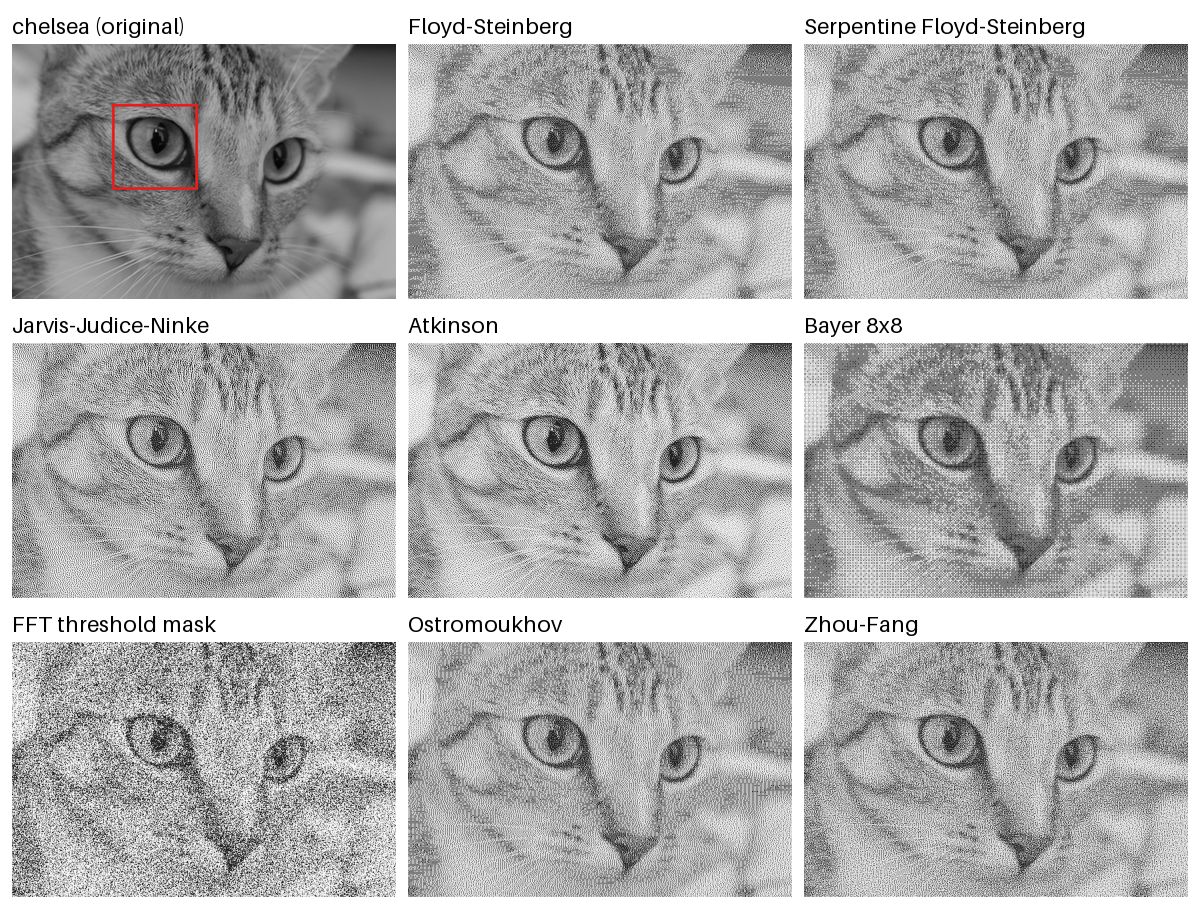 chelsea (original)
Floyd-Steinberg
Serpentine Floyd-Steinberg
Jarvis-Judice-Ninke
Atkinson
Bayer 8x8
FFT threshold mask
Ostromoukhov
Zhou-Fang